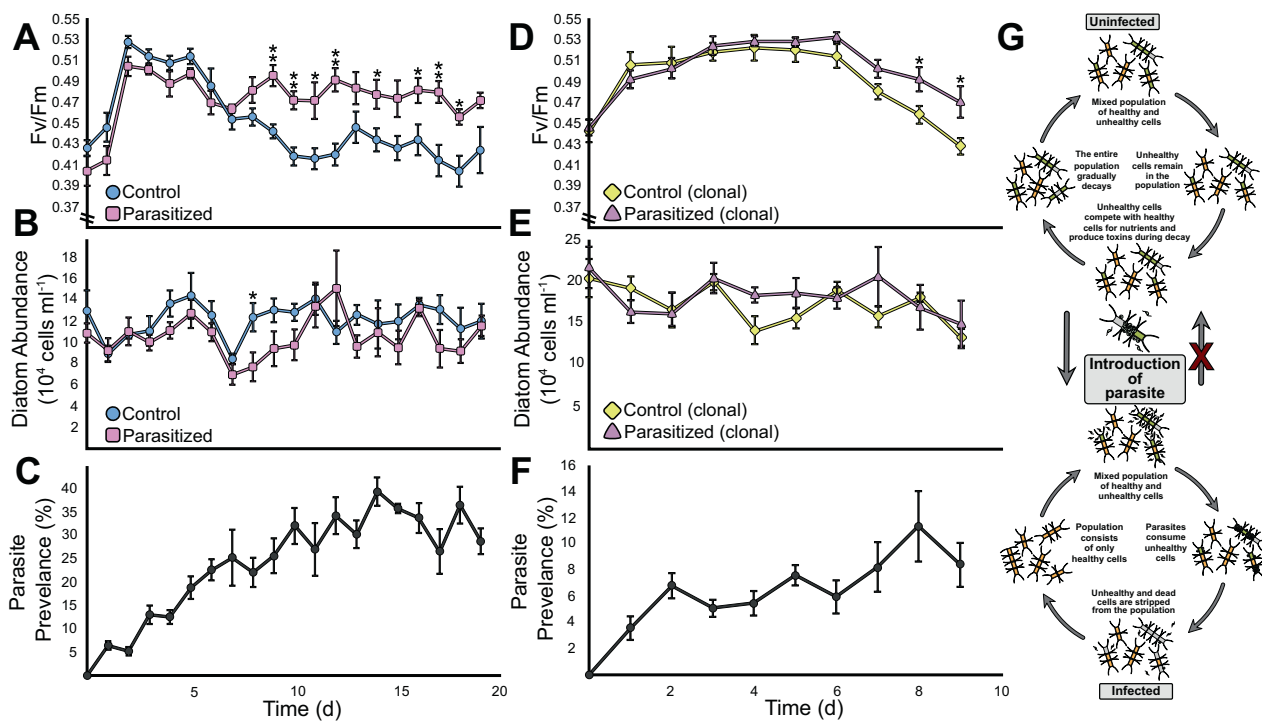 A
0.55
0.53
0.51
0.49
0.47
0.45
0.43
0.41
0.39
0.37
Fv/Fm
** ** * ** * * ** *
Control
Parasitized
B
18
16
14
12
10
8
6
4
2
Diatom Abundance
(10⁴ cells ml⁻¹)
*
Control
Parasitized
C
40
35
30
25
20
15
10
5
Parasite
Prevelance (%)
5 10 15 20
Time (d)
D
0.55
0.53
0.51
0.49
0.47
0.45
0.43
0.41
0.39
0.37
Fv/Fm
* *
Control (clonal)
Parasitized (clonal)
E
25
20
15
10
5
Diatom Abundance
(10⁴ cells ml⁻¹)
Control (clonal)
Parasitized (clonal)
F
16
14
12
10
8
6
4
2
Parasite
Prevelance (%)
2 4 6 8 10
Time (d)
G
Uninfected
Mixed population
of healthy and
unhealthy cells
The entire
population
gradually
decays
Unhealthy
cells remain
in the
population
Unhealthy cells
compete with healthy
cells for nutrients and
produce toxins during decay
Introduction
of
parasite
X
Mixed population
of healthy and
unhealthy cells
Population
consists
of only
healthy cells
Parasites
consume
unhealthy
cells
Unhealthy and dead
cells are stripped
from the population
Infected